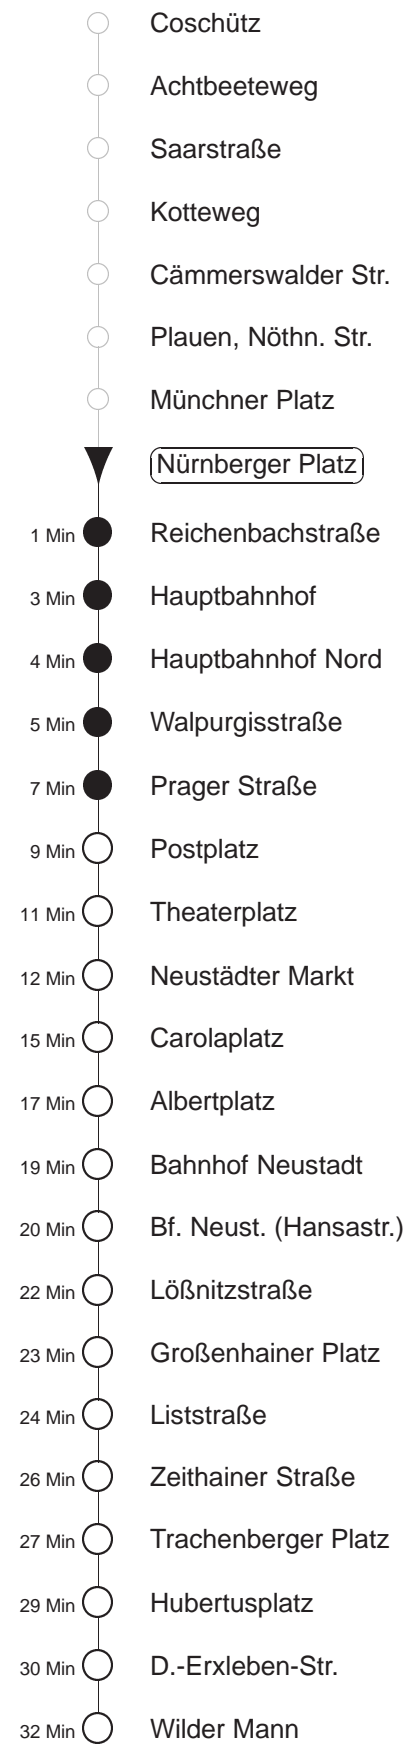 Coschütz
Achtbeeteweg
Saarstraße
Kotteweg
Cämmerswalder Str.
Plauen, Nöthn. Str.
Münchner Platz
Nürnberger Platz
1 Min Reichenbachstraße
3 Min Hauptbahnhof
4 Min Hauptbahnhof Nord
5 Min Walpurgisstraße
7 Min Prager Straße
9 Min Postplatz
11 Min Theaterplatz
12 Min Neustädter Markt
15 Min Carolaplatz
17 Min Albertplatz
19 Min Bahnhof Neustadt
20 Min Bf. Neust. (Hansastr.)
22 Min Lößnitzstraße
23 Min Großenhainer Platz
24 Min Liststraße
26 Min Zeithainer Straße
27 Min Trachenberger Platz
29 Min Hubertusplatz
30 Min D.-Erxleben-Str.
32 Min Wilder Mann